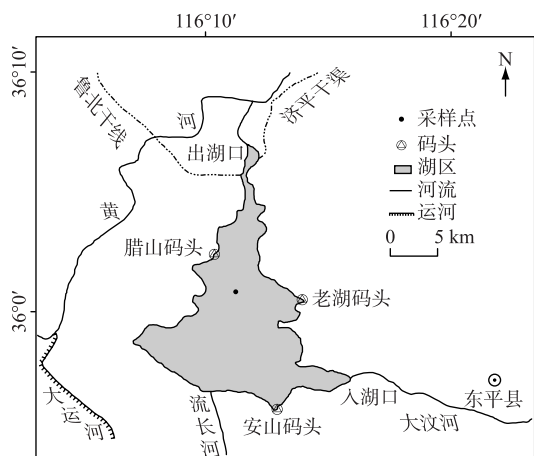 116°10′
116°20′
36°10′
36°0′
N
鲁北干线
济平干渠
河
出湖口
黄
腊山码头
老湖码头
入湖口
东平县
大汶河
大运河
流长河
安山码头
采样点
码头
湖区
河流
运河
0 5 km